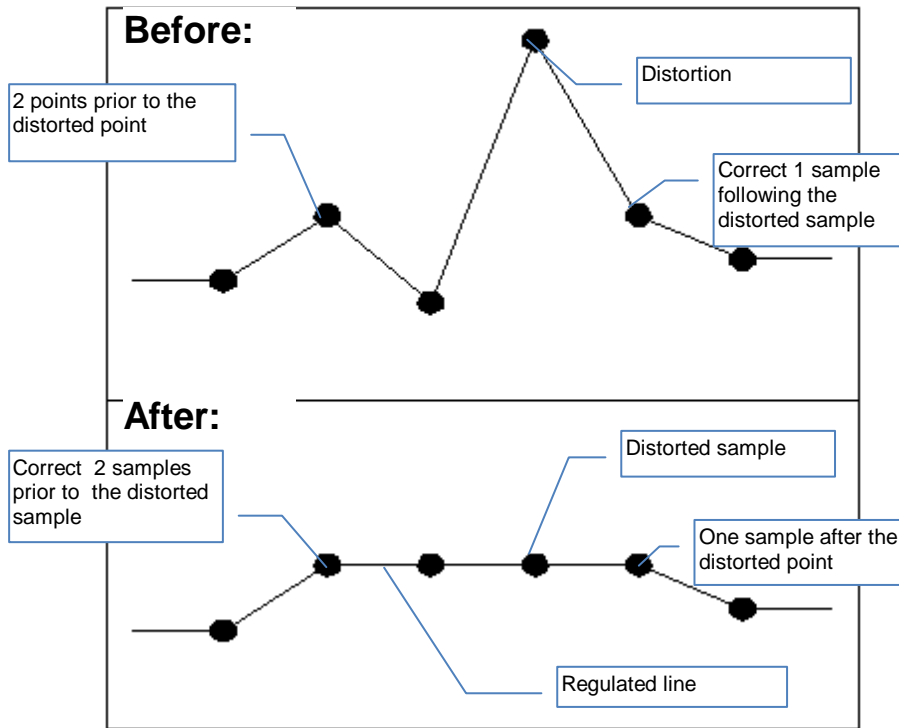 Before:
Distortion
2 points prior to the
distorted point
Correct 1 sample
following the
distorted sample
After:
Correct  2 samples
prior to  the distorted
sample
Distorted sample
One sample after the
distorted point
Regulated line